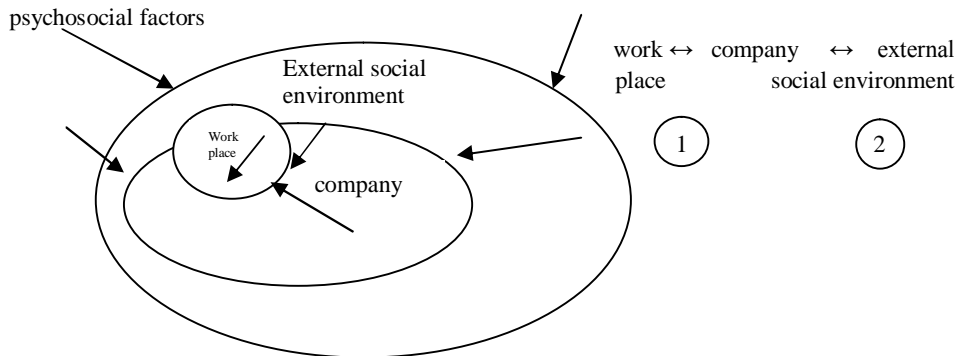 psychosocial factors
External social
environment
Work
place
company
work ↔ company ↔ external
place social environment
1 2